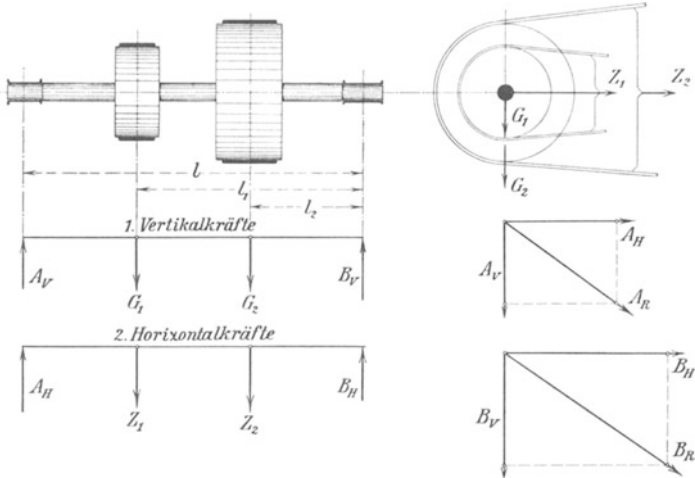 Z₁ Z₂
G₁
G₂
l
l₁
l₂
1. Vertikalkräfte
A_V G₁ G₂ B_V
2. Horizontalkräfte
A_H Z₁ Z₂ B_H
A_H
A_V
A_R
B_H
B_V
B_R